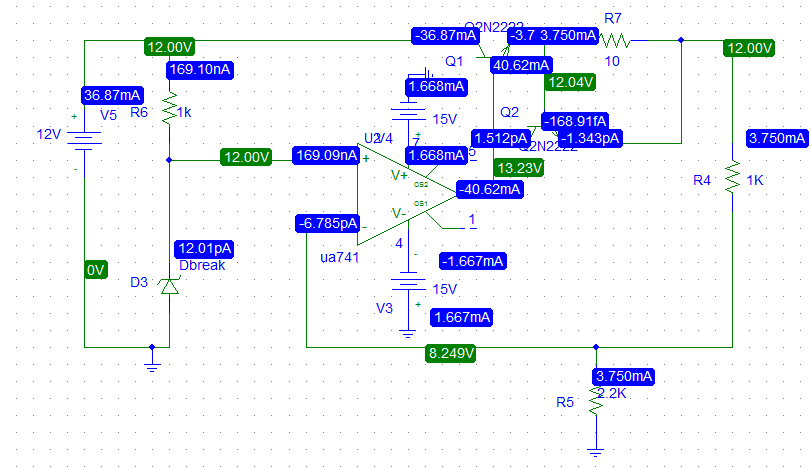 R7
Q2N2222
-36.87mA
-3.7
3.750mA
12.00V
12.00V
Q1
10
169.10nA
40.62mA
12.04V
1.668mA
36.87mA
R6
1k
V5
Q2
+
12V
15V
-168.91fA
+
1.512pA
-1.343pA
3.750mA
V4
7
Q2N2222
-
12.00V
169.09nA
+
1.668mA
5
13.23V
V+
R4
1K
OS2
-40.62mA
OS1
V-
1
-6.785pA
-
4
12.01pA
ua741
-
-1.667mA
Dbreak
0V
D3
15V
V3
+
1.667mA
8.249V
3.750mA
2.2K
R5